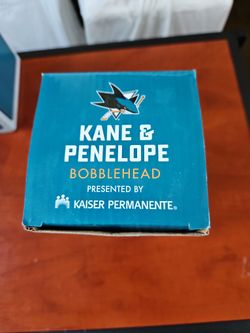 KANE &
PENELOPE
BOBBLEHEAD
PRESENTED BY
KAISER PERMANENTE®